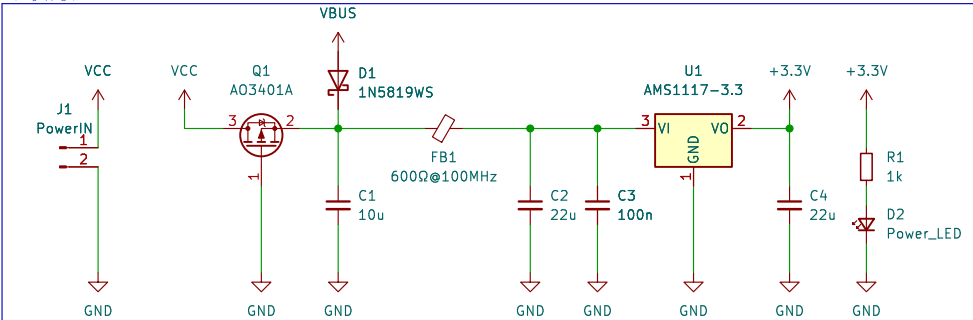 VBUS
VCC
VCC
Q1
AO3401A
D1
1N5819WS
U1
AMS1117-3.3
+3.3V
+3.3V
J1
PowerIN
1
2
3
2
1
FB1
600Ω@100MHz
3
VI
VO
2
GND
1
C1
10u
C2
22u
C3
100n
C4
22u
R1
1k
D2
Power_LED
GND
GND
GND
GND
GND
GND
GND
GND